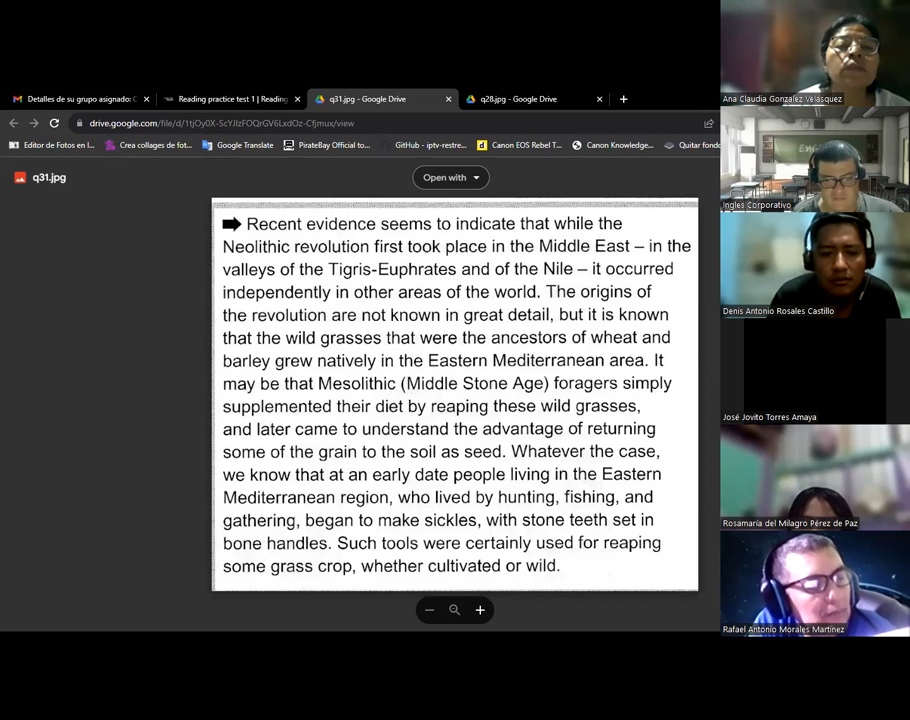 Detalles de su grupo asignado: C
Reading practice test 1 | Reading
q31.jpg - Google Drive
q28.jpg - Google Drive
drive.google.com/file/d/1tjOy0X-ScYJIzFOQrGV6LxdOz-Cfjmux/view
Editor de Fotos en l...
Crea collages de fot...
Google Translate
PirateBay Official to...
GitHub - iptv-restre...
Canon EOS Rebel T...
Canon Knowledge...
Quitar fondo
q31.jpg
Open with
Recent evidence seems to indicate that while the
Neolithic revolution first took place in the Middle East – in the
valleys of the Tigris-Euphrates and of the Nile – it occurred
independently in other areas of the world. The origins of
the revolution are not known in great detail, but it is known
that the wild grasses that were the ancestors of wheat and
barley grew natively in the Eastern Mediterranean area. It
may be that Mesolithic (Middle Stone Age) foragers simply
supplemented their diet by reaping these wild grasses,
and later came to understand the advantage of returning
some of the grain to the soil as seed. Whatever the case,
we know that at an early date people living in the Eastern
Mediterranean region, who lived by hunting, fishing, and
gathering, began to make sickles, with stone teeth set in
bone handles. Such tools were certainly used for reaping
some grass crop, whether cultivated or wild.
Ana Claudia Gonzalez Velasquez
Ingles Corporativo
Denis Antonio Rosales Castillo
José Jovito Torres Amaya
Rosamaría del Milagro Pérez de Paz
Rafael Antonio Morales Martínez